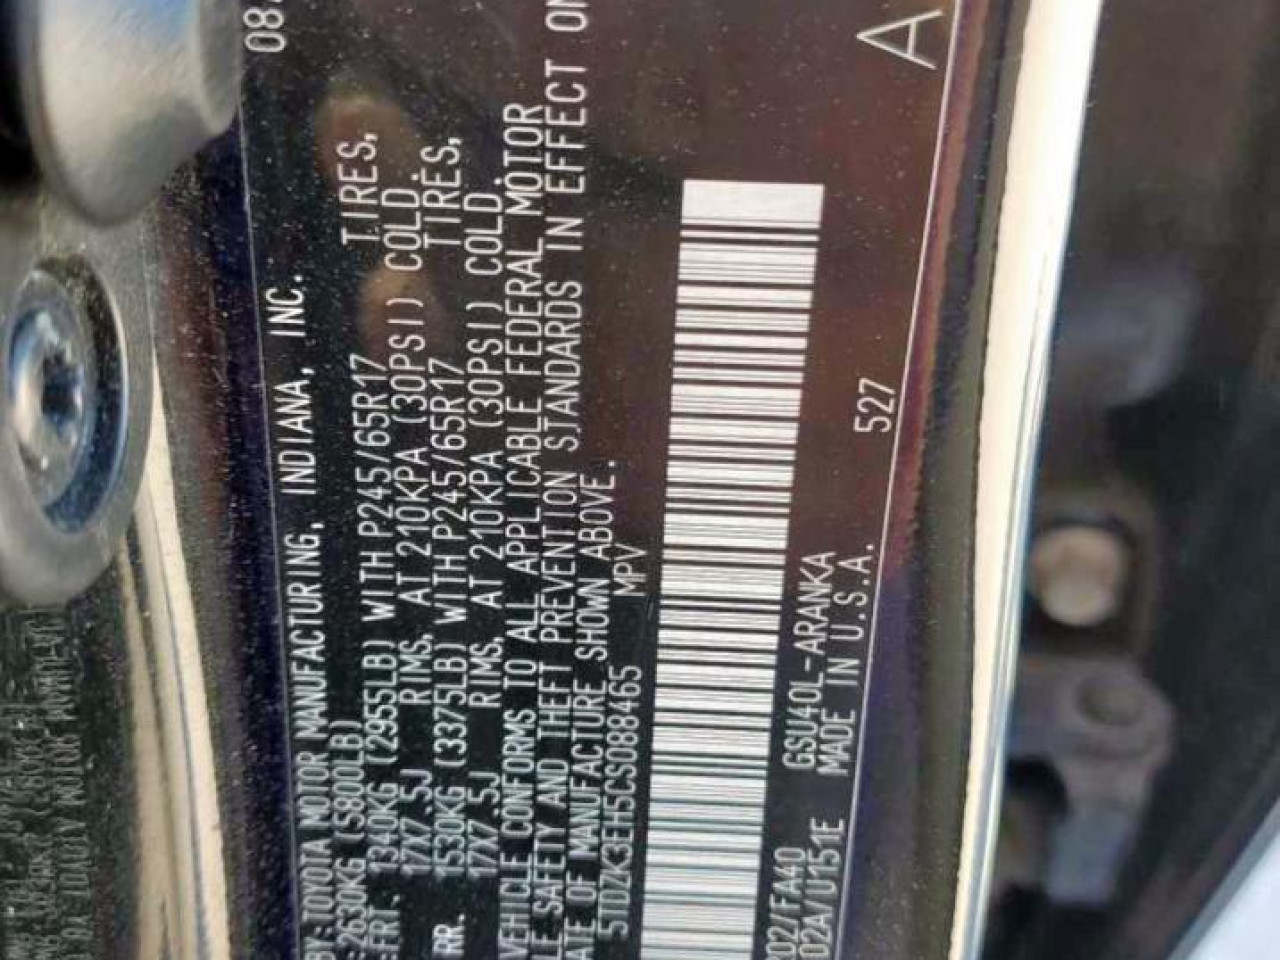 BY:TOYOTA MOTOR MANUFACTURING, INDIANA, INC. 08
2630KG (5800LB)
FRT. 1340KG (2955LB) WITH P245/65R17 TIRES,
17X7.5J RIMS, AT 210KPA (30PSI) COLD.
RR. 1530KG (3375LB) WITH P245/65R17 TIRES,
17X7.5J RIMS, AT 210KPA (30PSI) COLD.
VEHICLE CONFORMS TO ALL APPLICABLE FEDERAL MOTOR
LE SAFETY AND THEFT PREVENTION STANDARDS IN EFFECT ON
ATE OF MANUFACTURE SHOWN ABOVE.
5TDZK3EH5CS088465 MPV
202/FA40 GSU40L-ARANKA
02A/U151E MADE IN U.S.A. 527 A